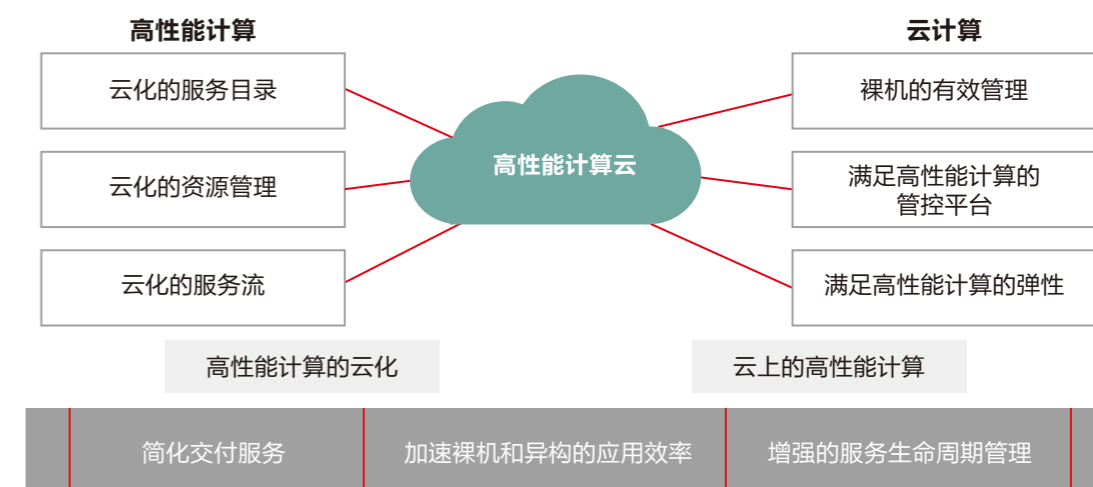 高性能计算
云计算
云化的服务目录
云化的资源管理
云化的服务流
高性能计算云
裸机的有效管理
满足高性能计算的
管控平台
满足高性能计算的弹性
高性能计算的云化
云上的高性能计算
简化交付服务
加速裸机和异构的应用效率
增强的服务生命周期管理